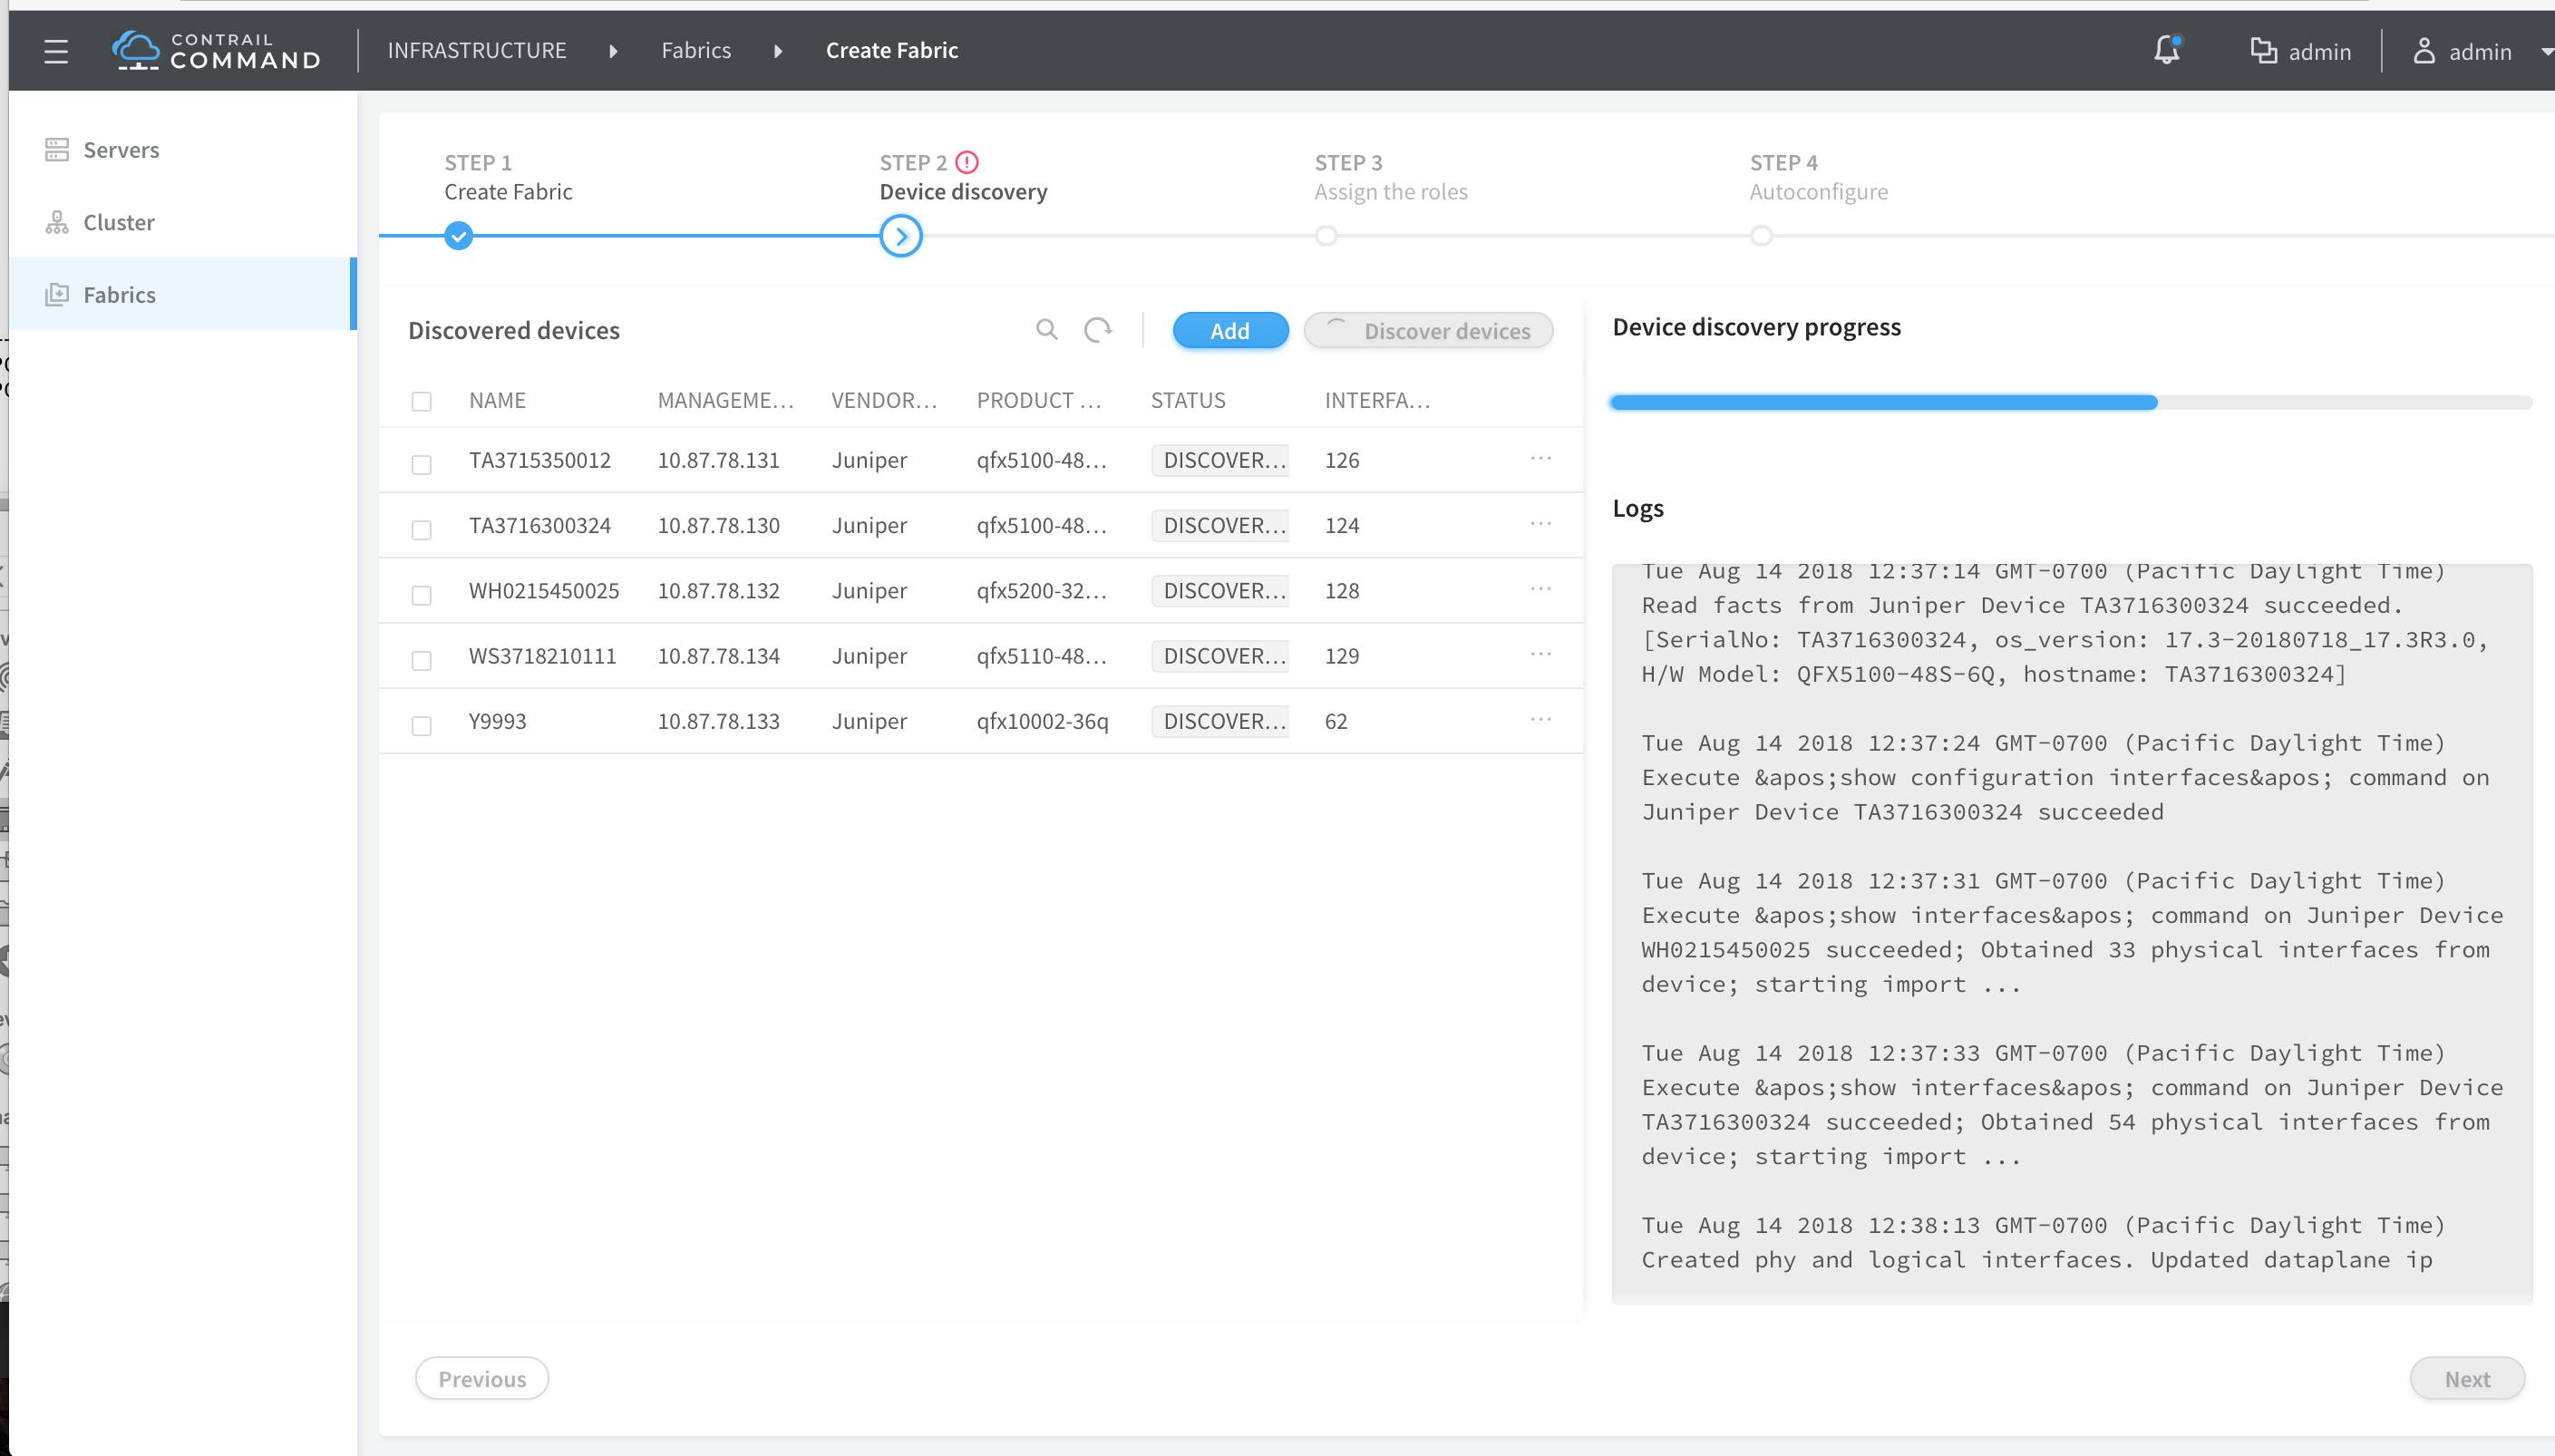 CONTRAIL
COMMAND
INFRASTRUCTURE
Fabrics
Create Fabric
admin
admin
Servers
Cluster
Fabrics
STEP 1
Create Fabric
STEP 2
Device discovery
STEP 3
Assign the roles
STEP 4
Autoconfigure
Discovered devices
Add
Discover devices
NAME MANAGEME... VENDOR... PRODUCT ... STATUS INTERFA...
TA3715350012 10.87.78.131 Juniper qfx5100-48... DISCOVER... 126
TA3716300324 10.87.78.130 Juniper qfx5100-48... DISCOVER... 124
WH0215450025 10.87.78.132 Juniper qfx5200-32... DISCOVER... 128
WS3718210111 10.87.78.134 Juniper qfx5110-48... DISCOVER... 129
Y9993 10.87.78.133 Juniper qfx10002-36q DISCOVER... 62
Device discovery progress
Logs
Tue Aug 14 2018 12:37:14 GMT-0700 (Pacific Daylight Time)
Read facts from Juniper Device TA3716300324 succeeded.
[SerialNo: TA3716300324, os_version: 17.3-20180718_17.3R3.0,
H/W Model: QFX5100-48S-6Q, hostname: TA3716300324]
Tue Aug 14 2018 12:37:24 GMT-0700 (Pacific Daylight Time)
Execute &apos;show configuration interfaces&apos; command on
Juniper Device TA3716300324 succeeded
Tue Aug 14 2018 12:37:31 GMT-0700 (Pacific Daylight Time)
Execute &apos;show interfaces&apos; command on Juniper Device
WH0215450025 succeeded; Obtained 33 physical interfaces from
device; starting import ...
Tue Aug 14 2018 12:37:33 GMT-0700 (Pacific Daylight Time)
Execute &apos;show interfaces&apos; command on Juniper Device
TA3716300324 succeeded; Obtained 54 physical interfaces from
device; starting import ...
Tue Aug 14 2018 12:38:13 GMT-0700 (Pacific Daylight Time)
Created phy and logical interfaces. Updated dataplane ip
Previous
Next